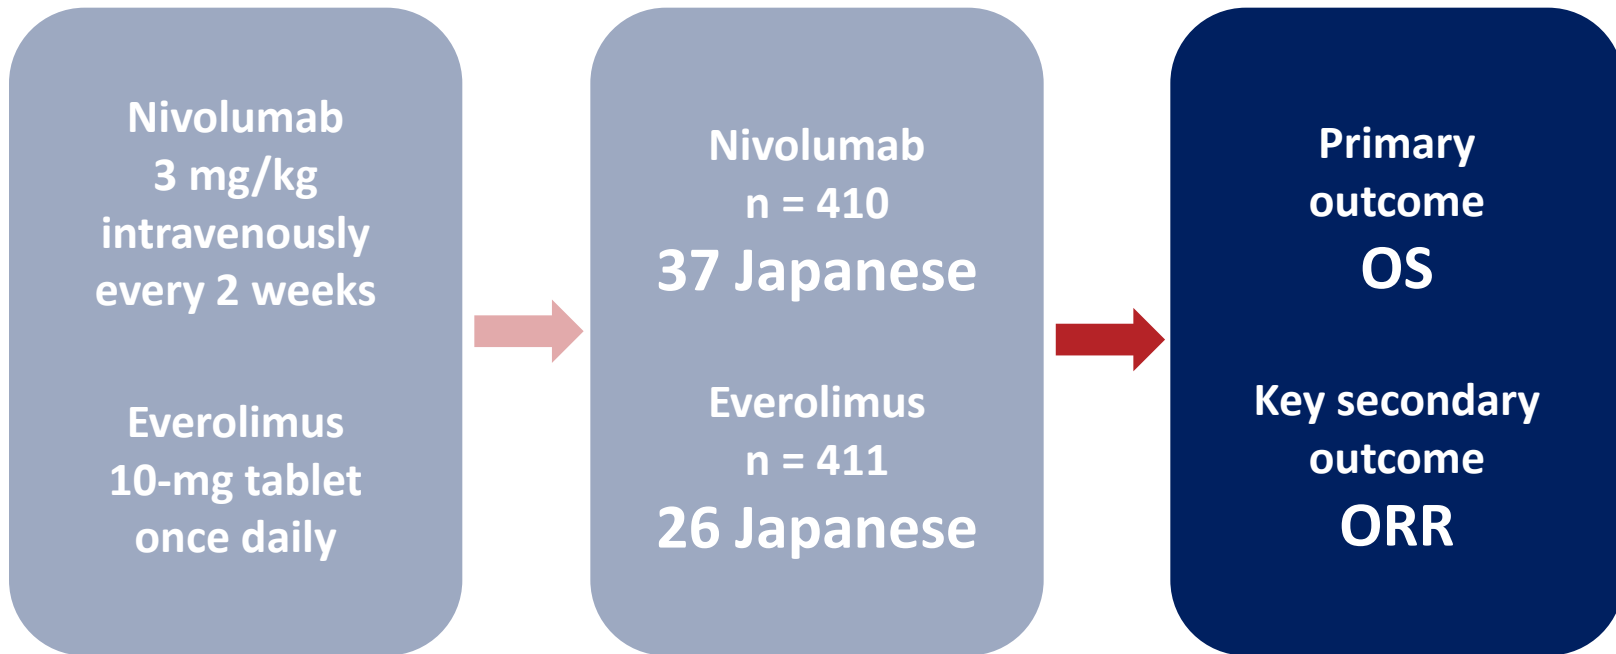 Nivolumab
3 mg/kg
intravenously
every 2 weeks
Everolimus
10-mg tablet
once daily
Nivolumab
n = 410
37 Japanese
Everolimus
n = 411
26 Japanese
Primary
outcome
OS
Key secondary
outcome
ORR